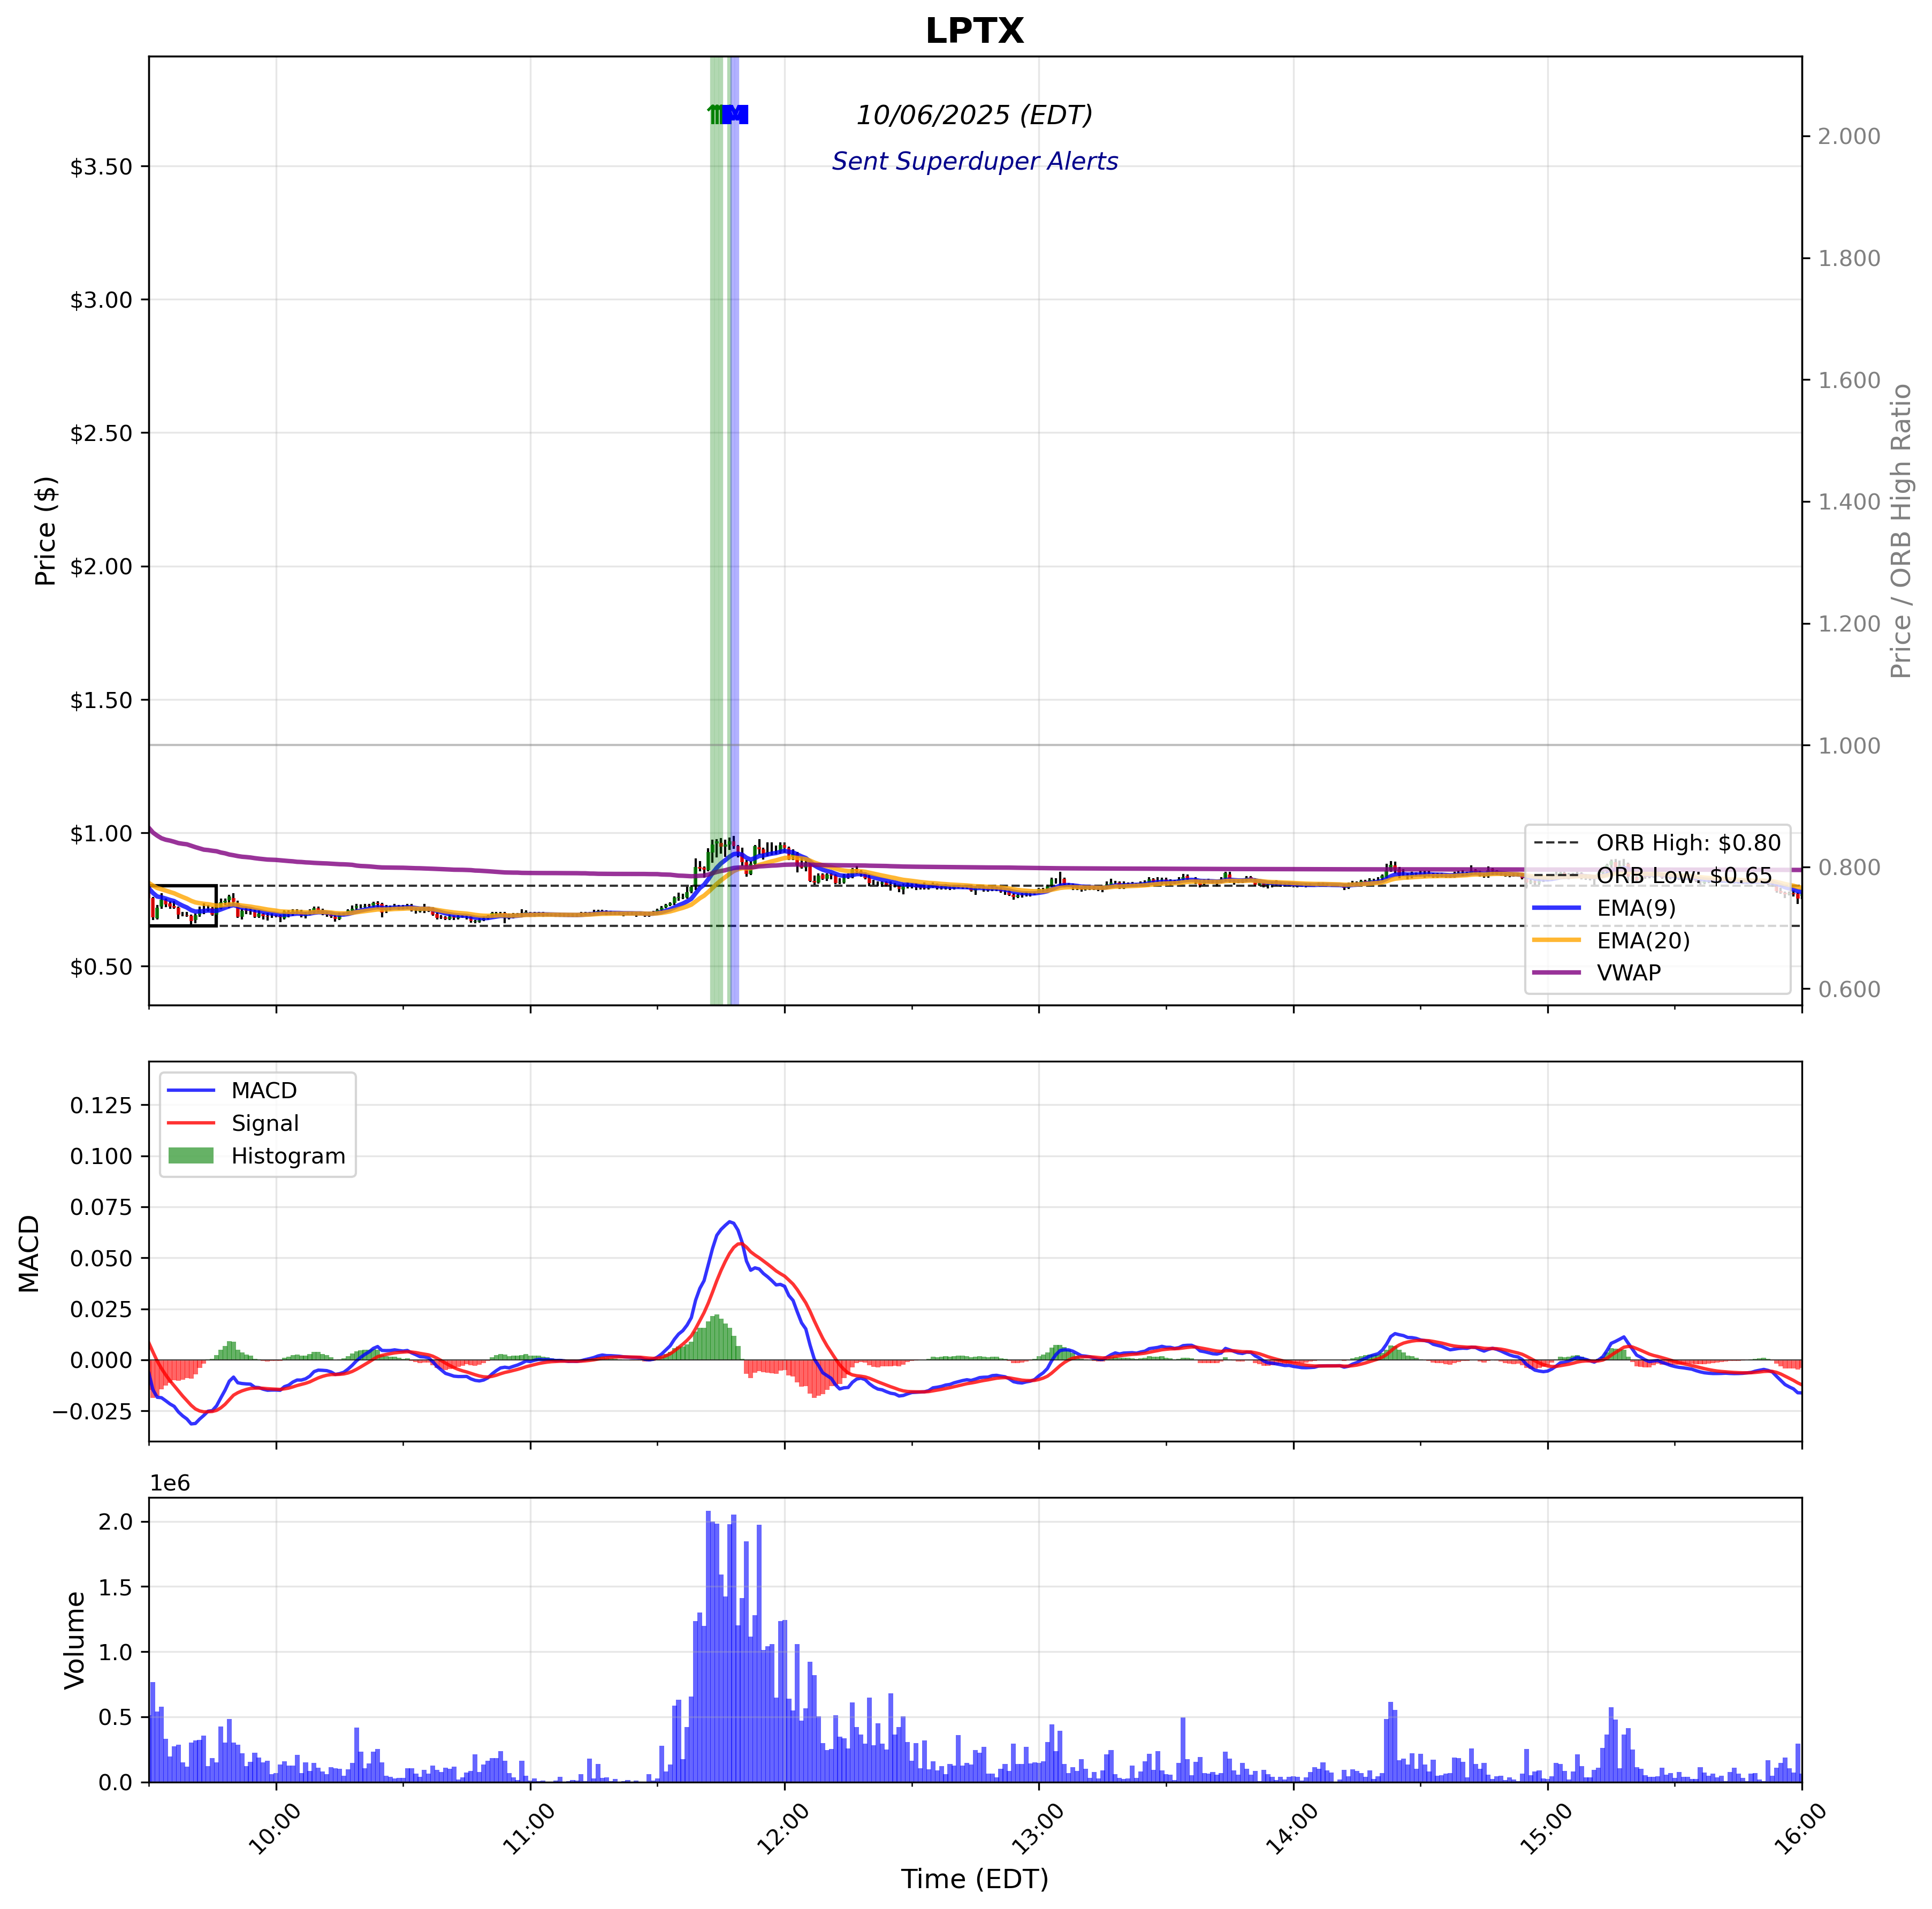 LPTX
10/06/2025 (EDT)
Sent Superduper Alerts
Price ($)
$3.50
$3.00
$2.50
$2.00
$1.50
$1.00
$0.50
2.000
1.800
1.600
1.400
1.200
1.000
0.800
0.600
Price / ORB High Ratio
ORB High: $0.80
ORB Low: $0.65
EMA(9)
EMA(20)
VWAP
MACD
0.125
0.100
0.075
0.050
0.025
0.000
−0.025
MACD
Signal
Histogram
1e6
Volume
2.0
1.5
1.0
0.5
0.0
10:00
11:00
12:00
13:00
14:00
15:00
16:00
Time (EDT)